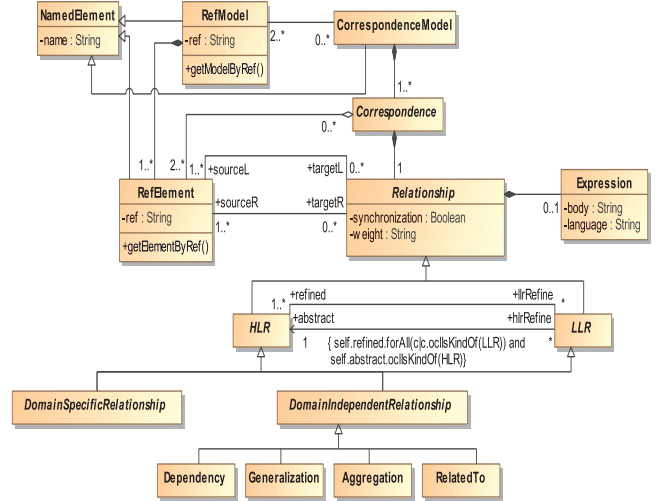 NamedElement
-name : String
RefModel
-ref : String
+getModelByRef()
2..*
0..*
CorrespondenceModel
1..*
Correspondence
0..*
1..*
2..*
1..*
+sourceL
+targetL
0..*
1
RefElement
-ref : String
+getElementByRef()
+sourceR
1..*
+targetR
0..*
Relationship
-synchronization : Boolean
-weight : String
0..1
Expression
-body : String
-language : String
+refined
1..*
+llrRefine
*
HLR
+abstract
1
+hlrRefine
*
LLR
{ self.refined.forAll(c|c.oclIsKindOf(LLR)) and
self.abstract.oclIsKindOf(HLR)}
DomainSpecificRelationship
DomainIndependentRelationship
Dependency
Generalization
Aggregation
RelatedTo